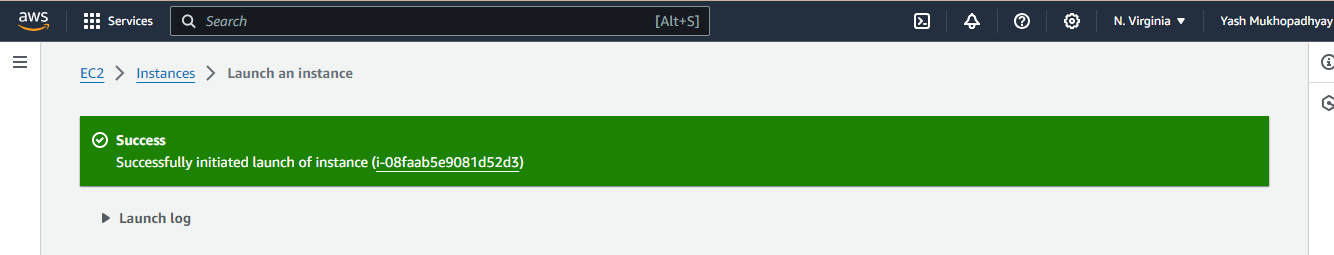 aws Services Search [Alt+S] N. Virginia Yash Mukhopadhyay
EC2 Instances Launch an instance
Success
Successfully initiated launch of instance (i-08faab5e9081d52d3)
Launch log